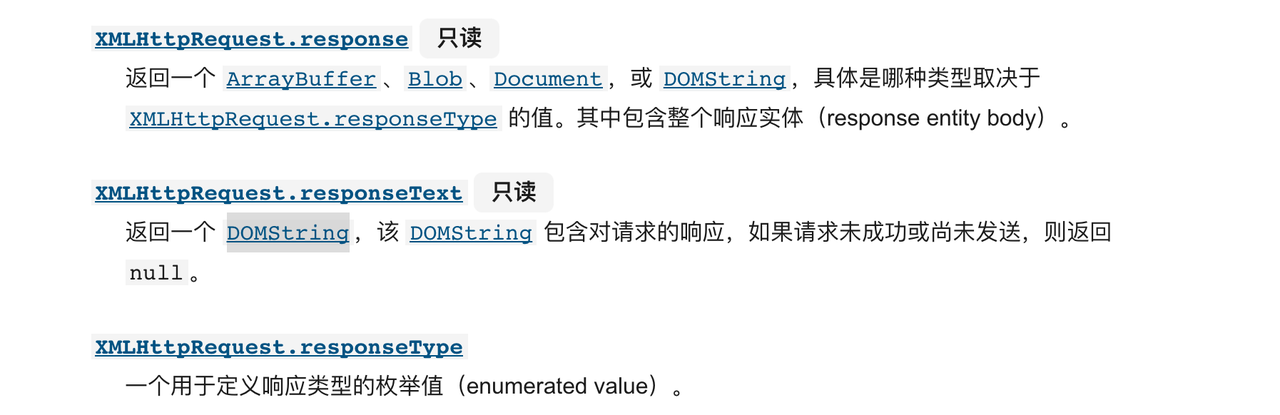 XMLHttpRequest.response 只读
返回一个 ArrayBuffer、Blob、Document，或 DOMString，具体是哪种类型取决于
XMLHttpRequest.responseType 的值。其中包含整个响应实体（response entity body）。
XMLHttpRequest.responseText 只读
返回一个 DOMString，该 DOMString 包含对请求的响应，如果请求未成功或尚未发送，则返回
null。
XMLHttpRequest.responseType
一个用于定义响应类型的枚举值（enumerated value）。